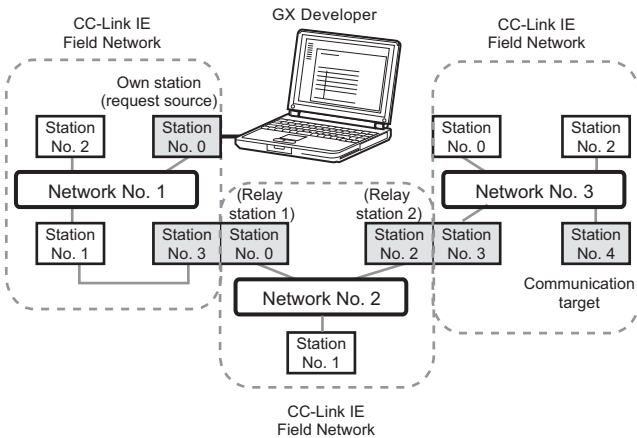 CC-Link IE
Field Network
GX Developer
CC-Link IE
Field Network
Own station
(request source)
Station
No. 2
Station
No. 0
Station
No. 0
Station
No. 2
Network No. 1
Network No. 3
(Relay
station 1)
(Relay
station 2)
Station
No. 1
Station
No. 3
Station
No. 0
Station
No. 2
Station
No. 3
Station
No. 4
Communication
target
Network No. 2
Station
No. 1
CC-Link IE
Field Network